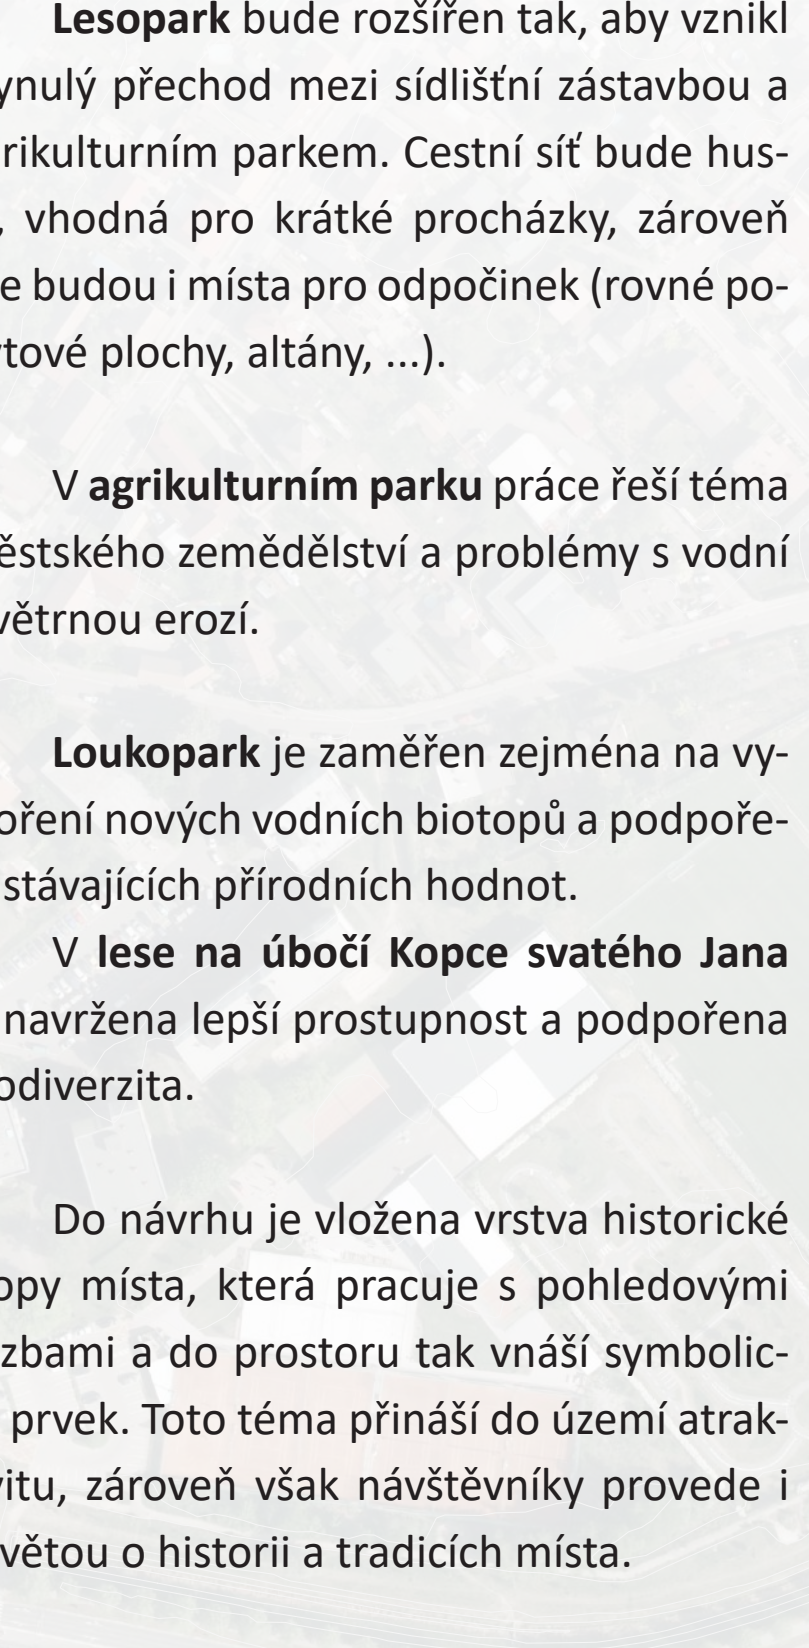 Lesopark bude rozšířen tak, aby vznikl
ynulý přechod mezi sídlištní zástavbou a
rikulturním parkem. Cestní síť bude hus-
, vhodná pro krátké procházky, zároveň
e budou i místa pro odpočinek (rovné po-
tové plochy, altány, ...).
V agrikulturním parku práce řeší téma
ěstského zemědělství a problémy s vodní
větrnou erozí.
Loukopark je zaměřen zejména na vy-
oření nových vodních biotopů a podpoře-
stávajících přírodních hodnot.
V lese na úbočí Kopce svatého Jana
navržena lepší prostupnost a podpořena
odiverzita.
Do návrhu je vložena vrstva historické
opy místa, která pracuje s pohledovými
zbami a do prostoru tak vnáší symbolic-
prvek. Toto téma přináší do území atrak-
vitu, zároveň však návštěvníky provede i
větou o historii a tradicích místa.